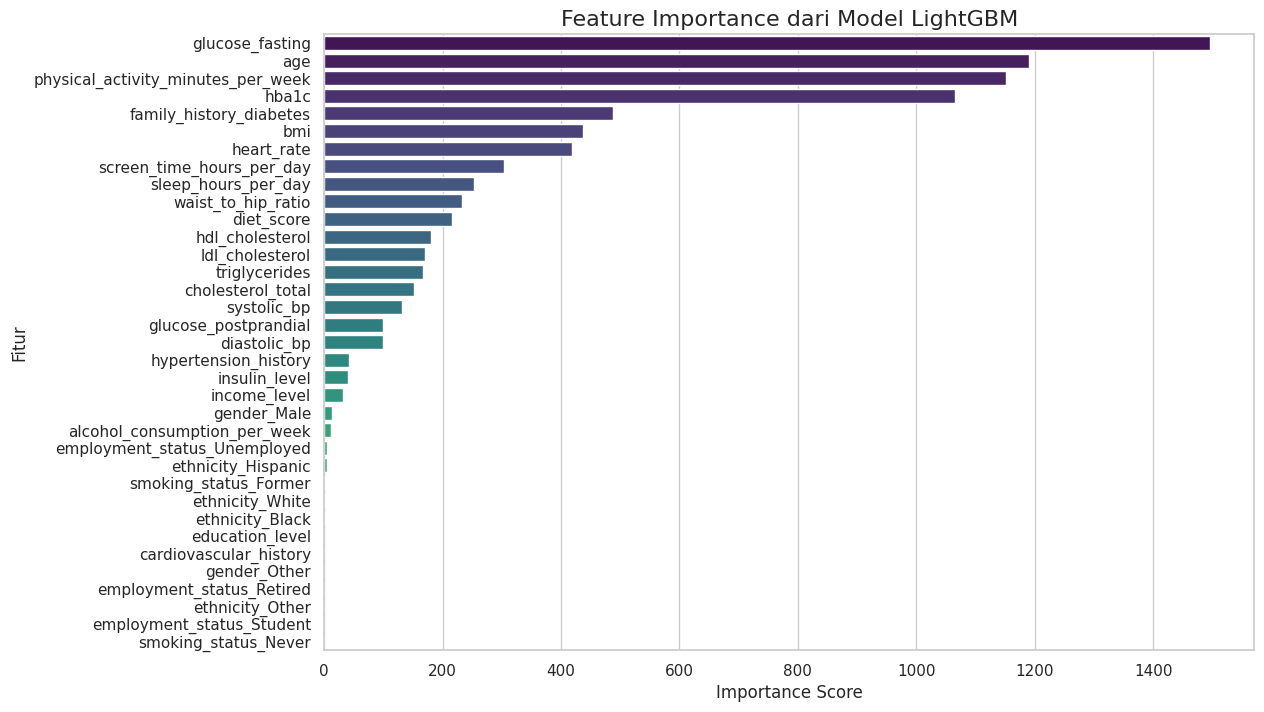 Feature Importance dari Model LightGBM
glucose_fasting
age
physical_activity_minutes_per_week
hba1c
family_history_diabetes
bmi
heart_rate
screen_time_hours_per_day
sleep_hours_per_day
waist_to_hip_ratio
diet_score
hdl_cholesterol
ldl_cholesterol
triglycerides
cholesterol_total
systolic_bp
glucose_postprandial
diastolic_bp
hypertension_history
insulin_level
income_level
gender_Male
alcohol_consumption_per_week
employment_status_Unemployed
ethnicity_Hispanic
smoking_status_Former
ethnicity_White
ethnicity_Black
education_level
cardiovascular_history
gender_Other
employment_status_Retired
ethnicity_Other
employment_status_Student
smoking_status_Never
Fitur
0 200 400 600 800 1000 1200 1400
Importance Score